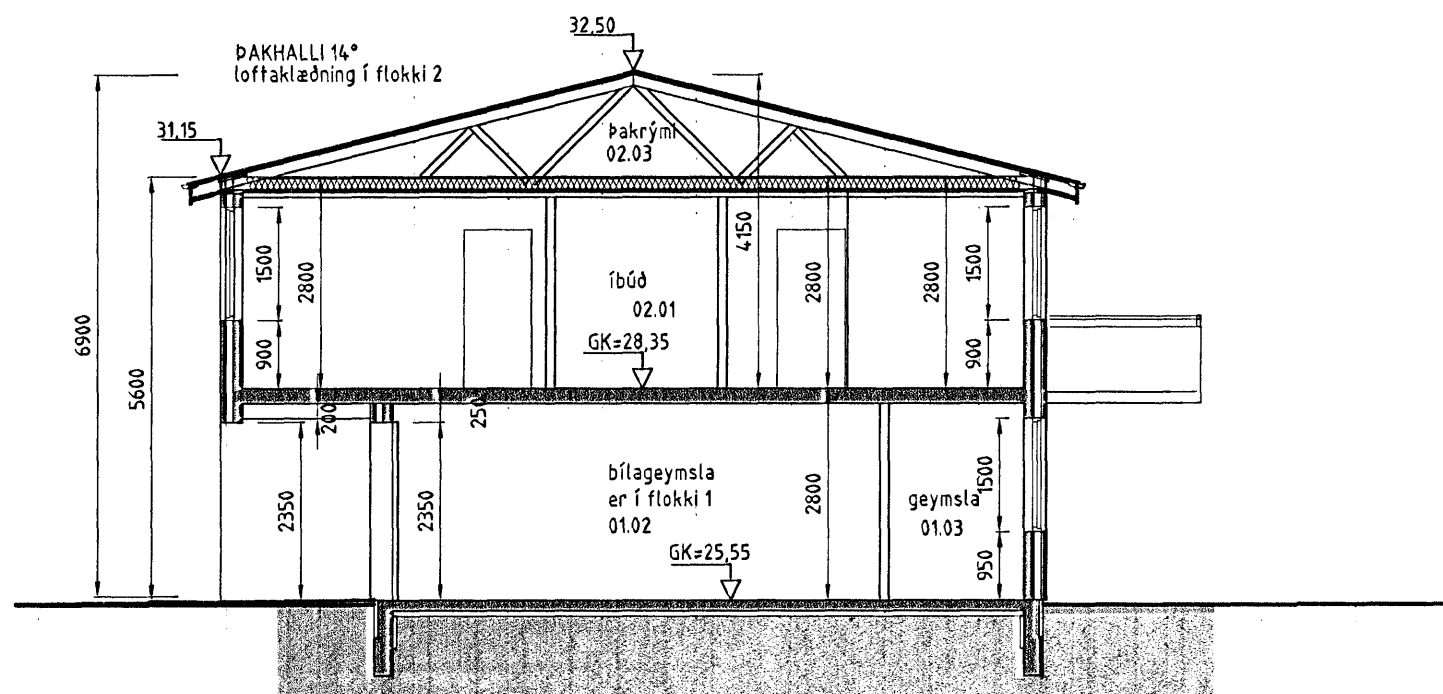 32,50
ÞAKHALLI 14°
loftaklæðning í flokki 2
31,15
þakrými
02.03
4150
1500
2800
2800
2800
1500
íbúð
02.01
6900
5600
GK=28,35
900
900
200
250
bílageymsla
er í flokki 1
01.02
2350
2350
2800
geymsla
01.03
1500
GK=25,55
950